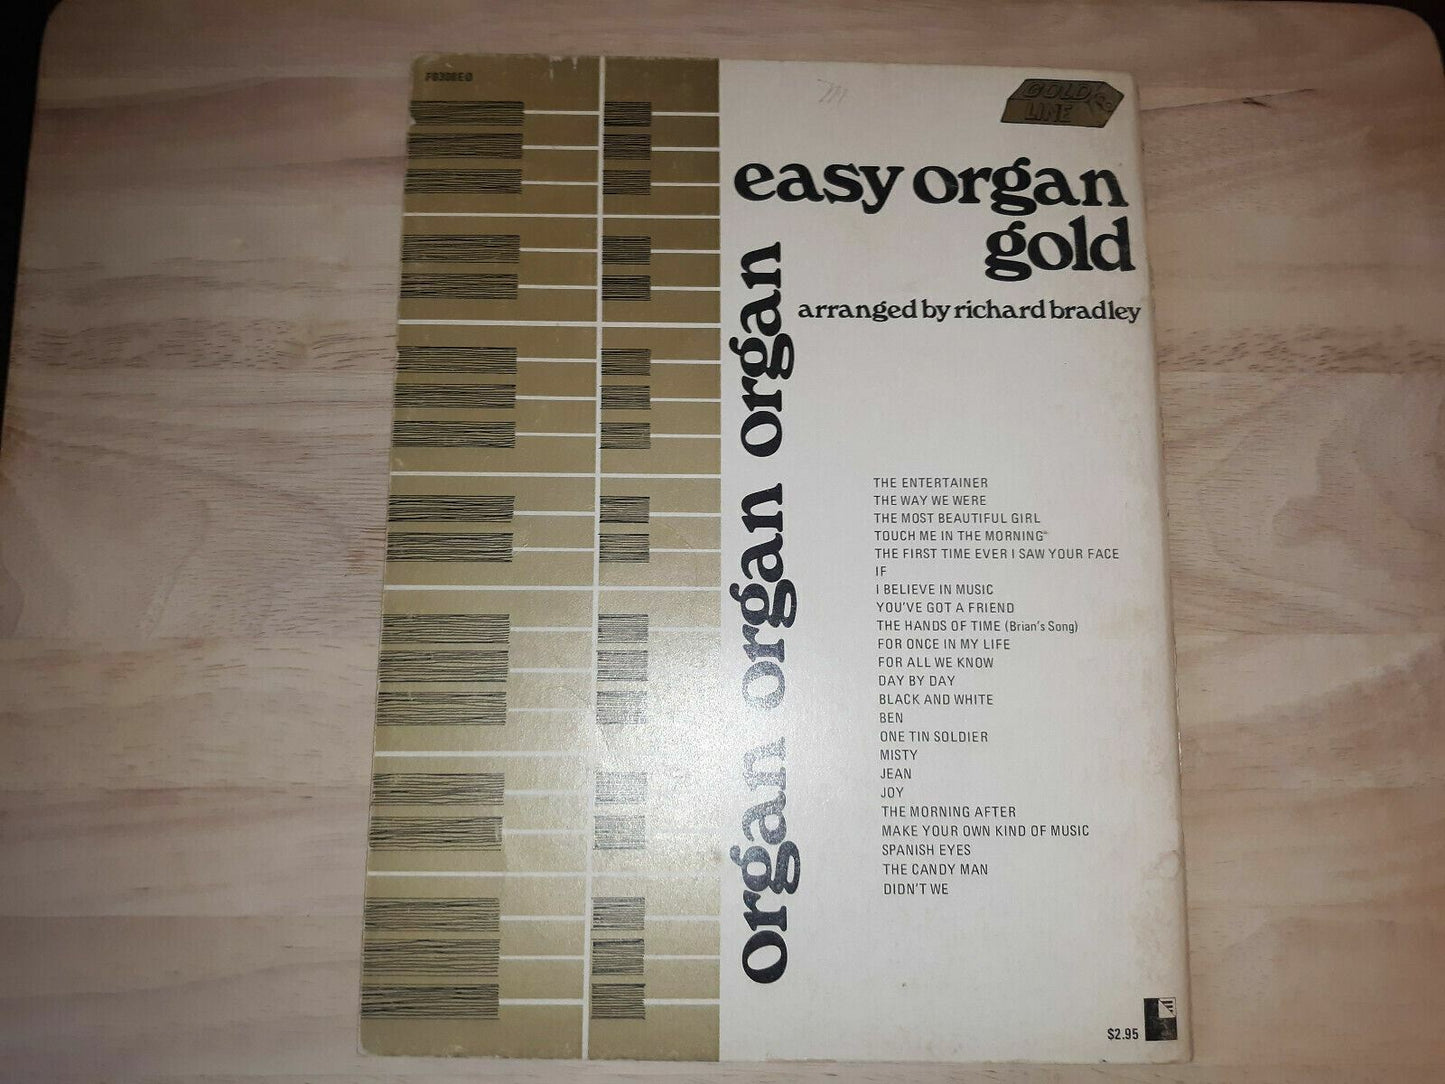 F0306EO
GOLD
LINE
easy organ
gold
arranged by richard bradley
organ organ organ organ
THE ENTERTAINER
THE WAY WE WERE
THE MOST BEAUTIFUL GIRL
TOUCH ME IN THE MORNING
THE FIRST TIME EVER I SAW YOUR FACE
IF
I BELIEVE IN MUSIC
YOU'VE GOT A FRIEND
THE HANDS OF TIME (Brian's Song)
FOR ONCE IN MY LIFE
FOR ALL WE KNOW
DAY BY DAY
BLACK AND WHITE
BEN
ONE TIN SOLDIER
MISTY
JEAN
JOY
THE MORNING AFTER
MAKE YOUR OWN KIND OF MUSIC
SPANISH EYES
THE CANDY MAN
DIDN'T WE
$2.95